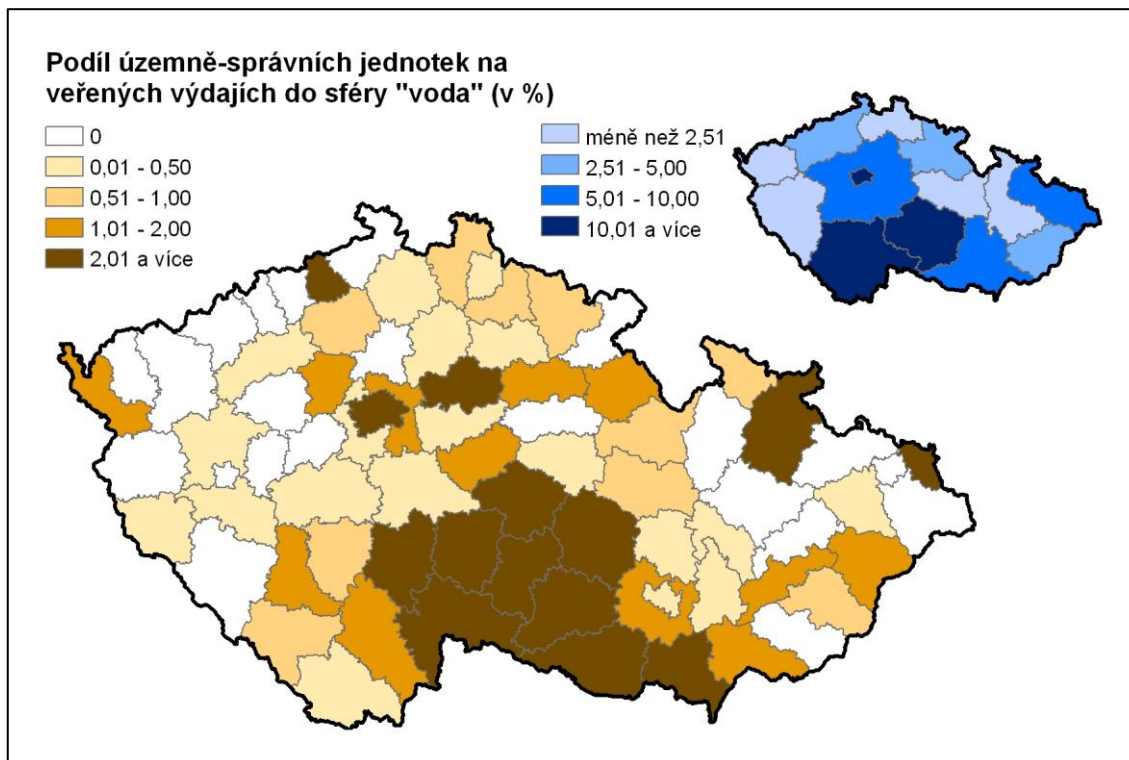 Podíl územně-správních jednotek na
veřených výdajích do sféry "voda" (v %)
0
0,01 - 0,50
0,51 - 1,00
1,01 - 2,00
2,01 a více
méně než 2,51
2,51 - 5,00
5,01 - 10,00
10,01 a více